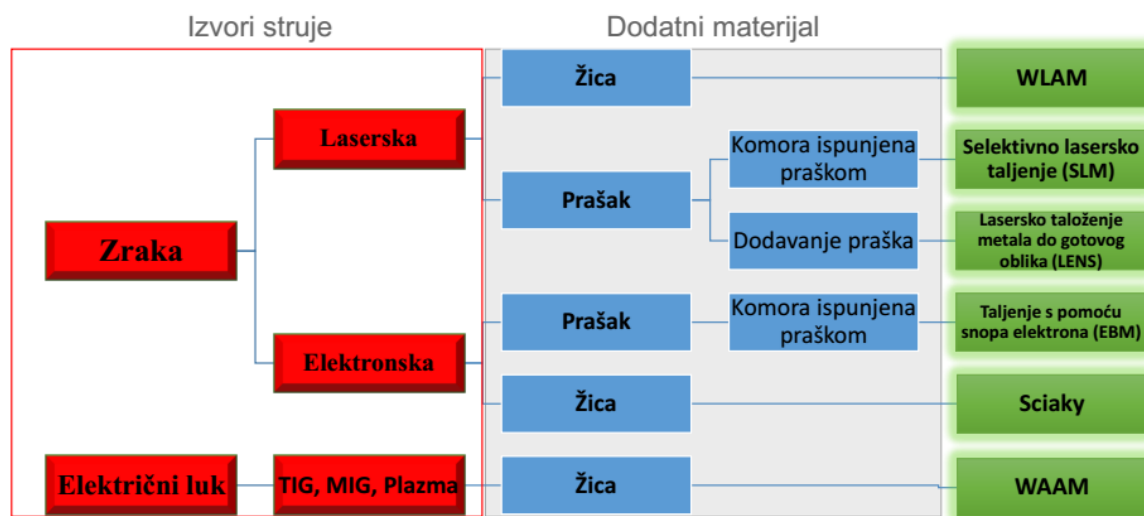 Izvori struje
Dodatni materijal
Žica
WLAM
Laserska
Komora ispunjena
praškom
Selektivno lasersko
taljenje (SLM)
Prašak
Zraka
Dodavanje praška
Lasersko taloženje
metala do gotovog
oblika (LENS)
Prašak
Komora ispunjena
praškom
Taljenje s pomoću
snopa elektrona (EBM)
Elektronska
Žica
Sciaky
Električni luk
TIG, MIG, Plazma
Žica
WAAM